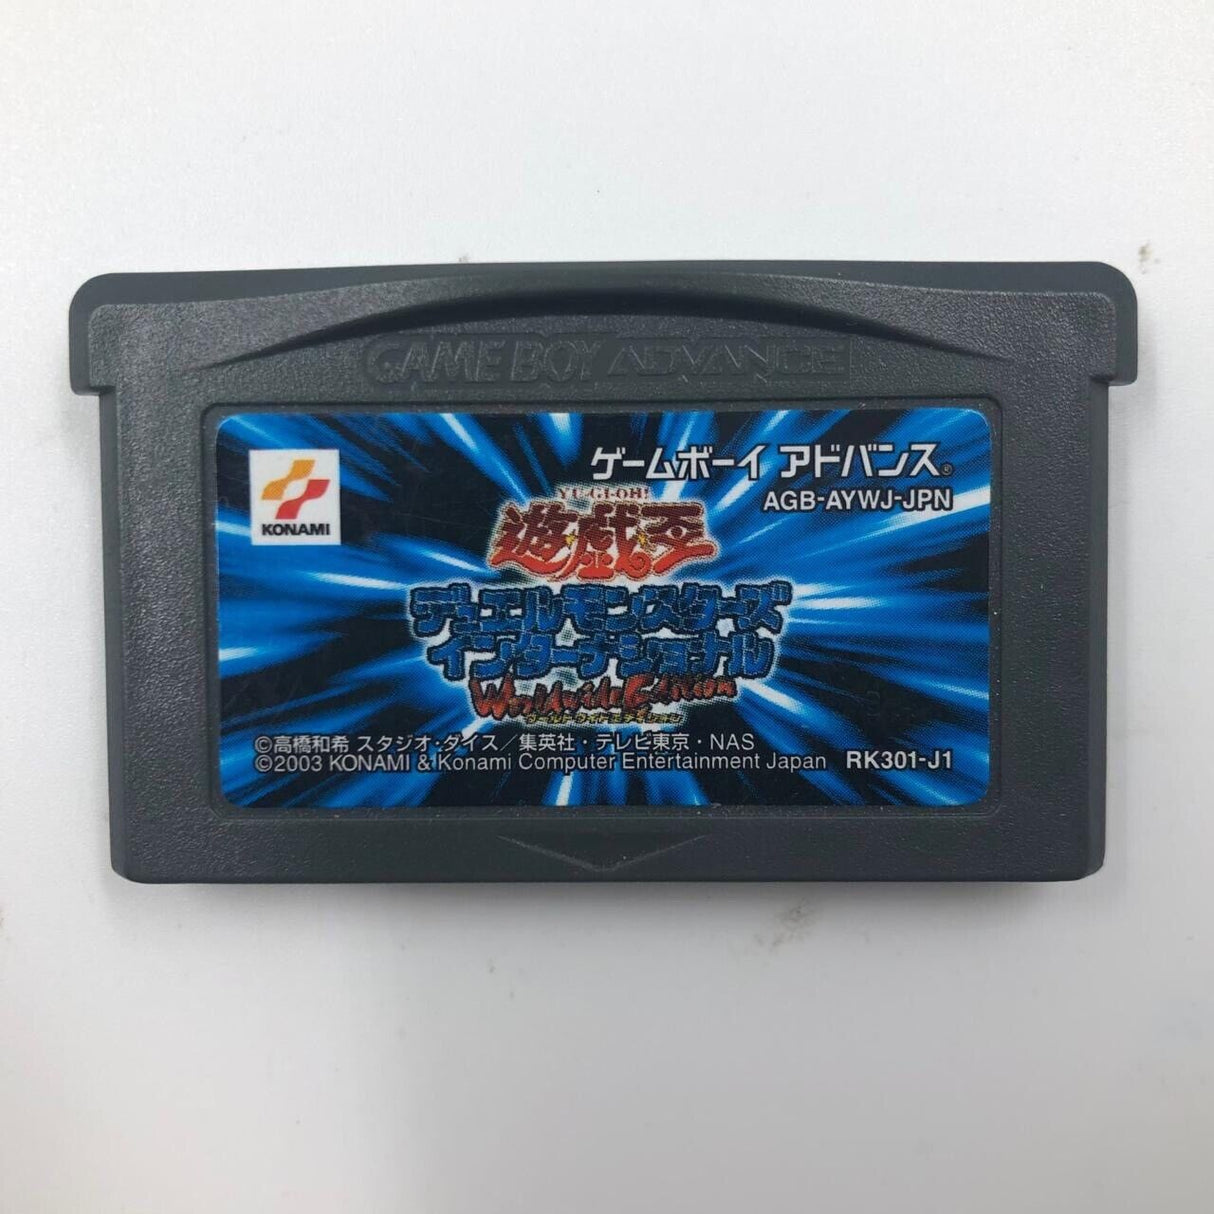 GAME BOY ADVANCE
KONAMI
ゲームボーイ アドバンス®
AGB-AYWJ-JPN
YU-GI-OH!
遊戯王
デュエルモンスターズ
インターナショナル
Worldwide Edition
ワールドワイドエディション
©高橋和希 スタジオ・ダイス／集英社・テレビ東京・NAS
©2003 KONAMI & Konami Computer Entertainment Japan RK301-J1